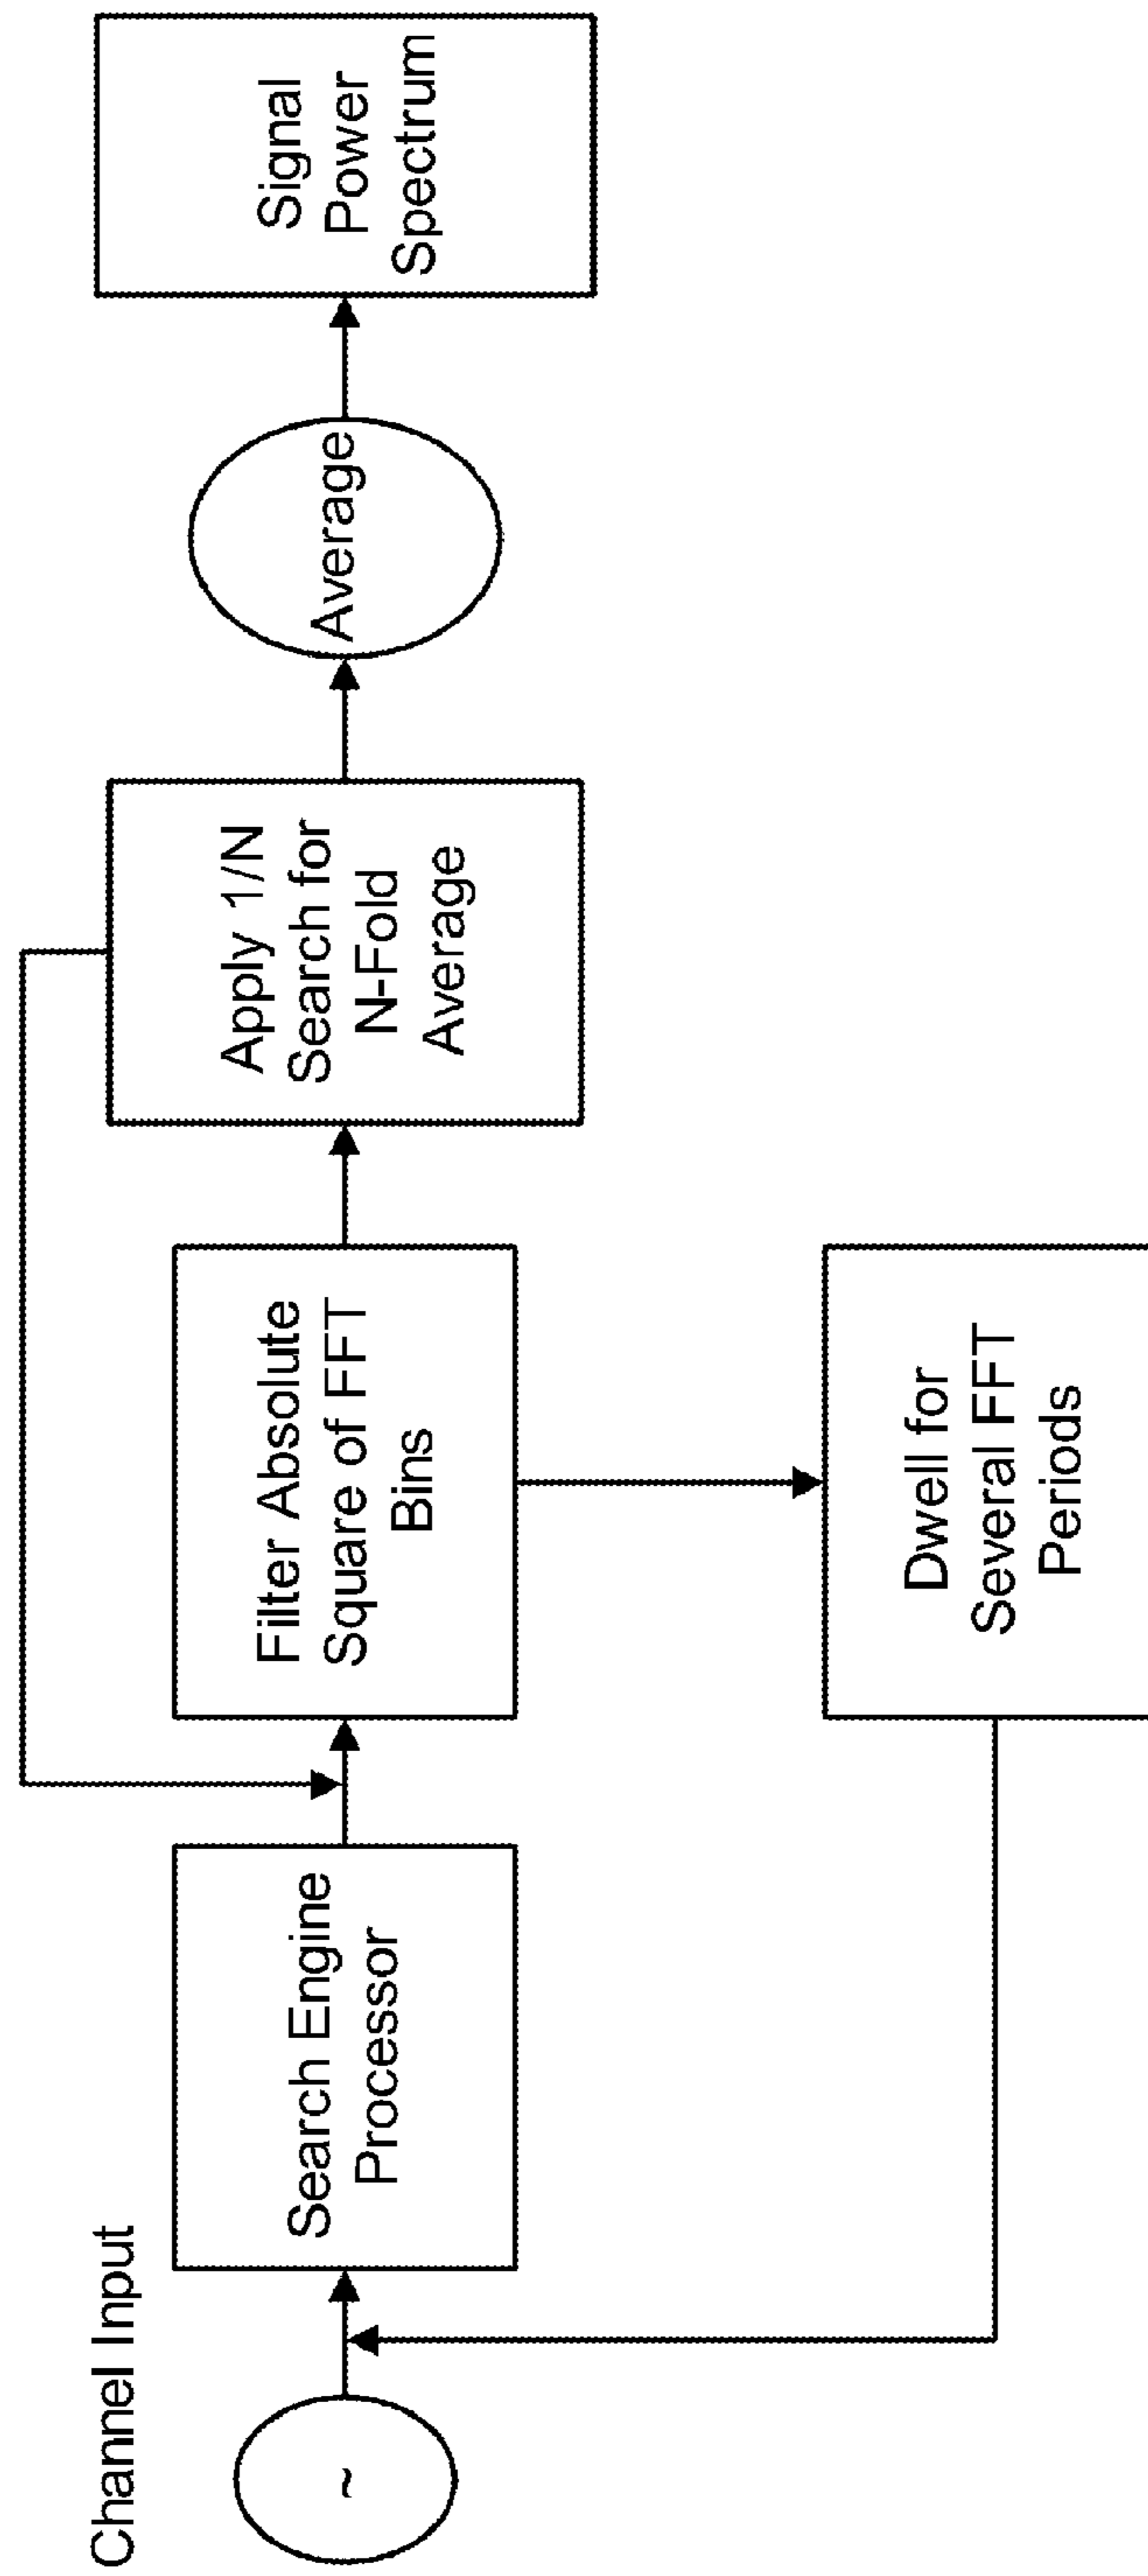 Channel Input
~
Search Engine
Processor
Filter Absolute
Square of FFT
Bins
Apply 1/N
Search for
N-Fold
Average
Average
Signal
Power
Spectrum
Dwell for
Several FFT
Periods